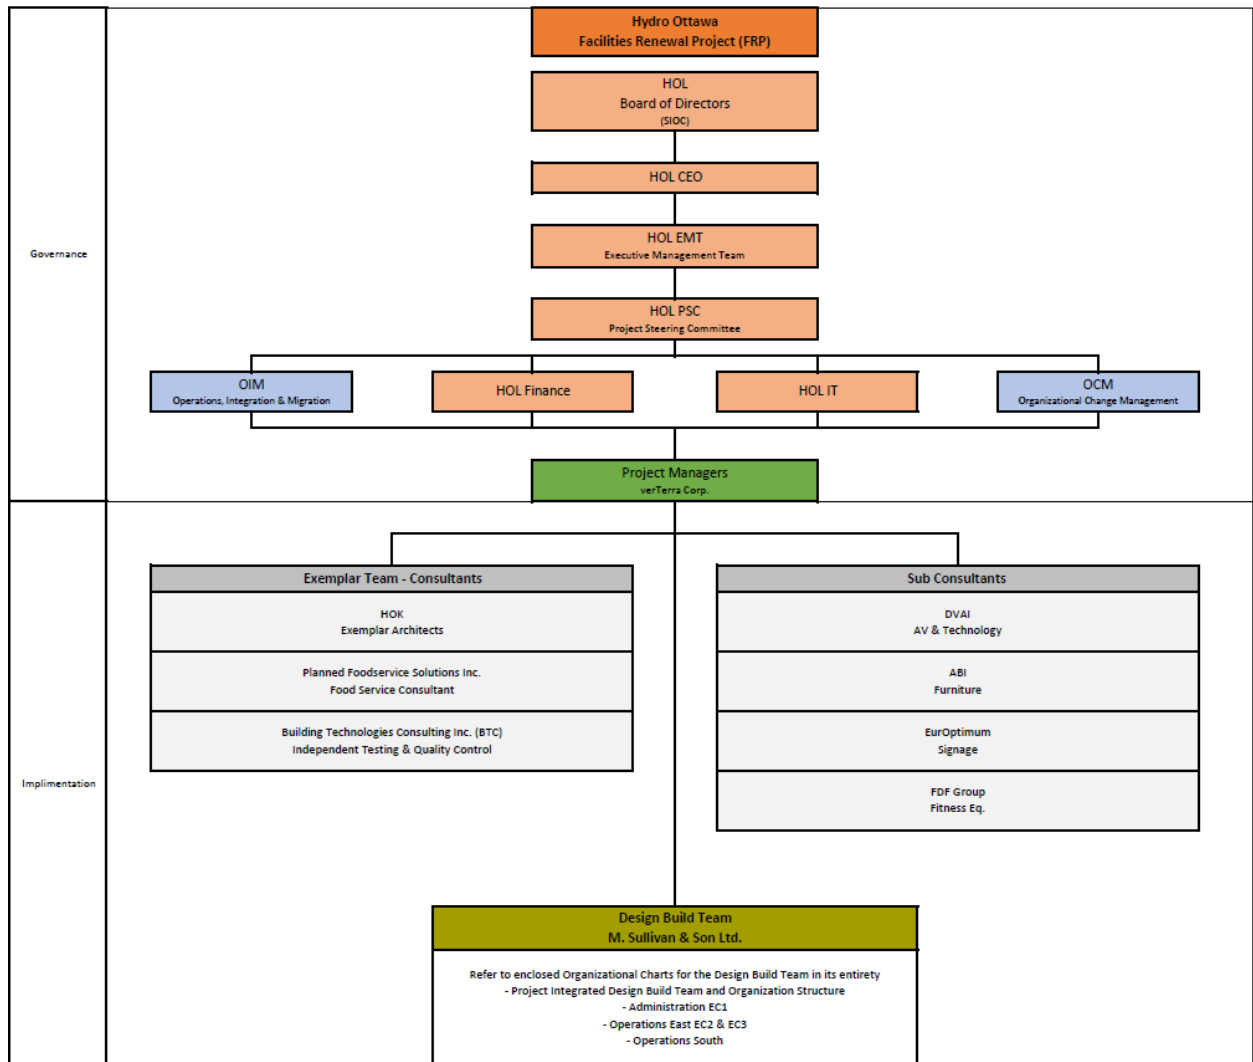 Hydro Ottawa
Facilities Renewal Project (FRP)
HOL
Board of Directors
(SIOC)
HOL CEO
Governance
HOL EMT
Executive Management Team
HOL PSC
Project Steering Committee
OIM
Operations, Integration & Migration
HOL Finance
HOL IT
OCM
Organizational Change Management
Project Managers
verTerra Corp.
Implimentation
Exemplar Team - Consultants
HOK
Exemplar Architects
Planned Foodservice Solutions Inc.
Food Service Consultant
Building Technologies Consulting Inc. (BTC)
Independent Testing & Quality Control
Sub Consultants
DVAI
AV & Technology
ABI
Furniture
EurOptimum
Signage
FDF Group
Fitness Eq.
Design Build Team
M. Sullivan & Son Ltd.
Refer to enclosed Organizational Charts for the Design Build Team in its entirety
- Project Integrated Design Build Team and Organization Structure
- Administration EC1
- Operations East EC2 & EC3
- Operations South